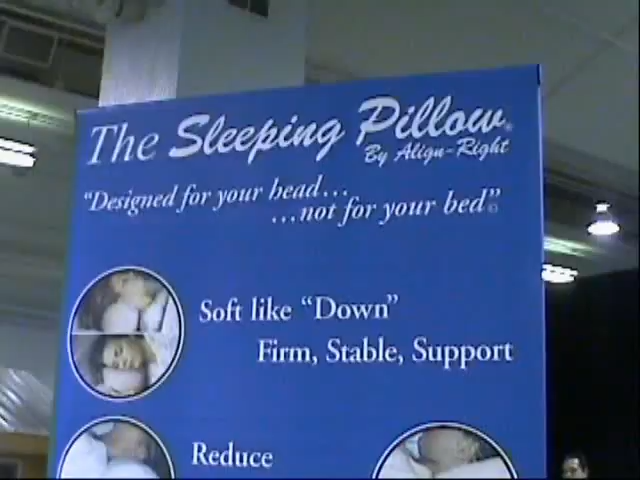 The Sleeping Pillow®
By Align-Right
"Designed for your head...
...not for your bed"©
Soft like "Down"
Firm, Stable, Support
Reduce